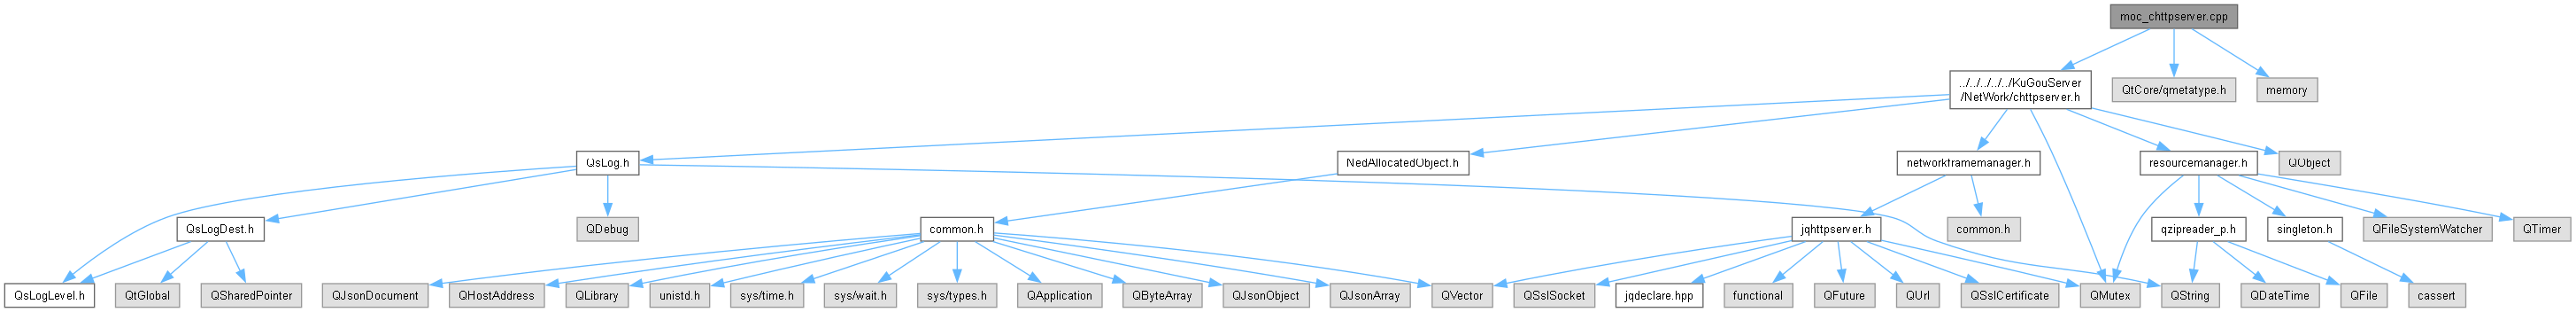 moc_chttpserver.cpp
../../../../../KuGouServer
/NetWork/chttpserver.h
QtCore/qmetatype.h
memory
QsLog.h
NedAllocatedObject.h
networkframemanager.h
resourcemanager.h
QObject
QsLogDest.h
QDebug
common.h
jqhttpserver.h
common.h
qzipreader_p.h
singleton.h
QFileSystemWatcher
QTimer
QsLogLevel.h
QtGlobal
QSharedPointer
QJsonDocument
QHostAddress
QLibrary
unistd.h
sys/time.h
sys/wait.h
sys/types.h
QApplication
QByteArray
QJsonObject
QJsonArray
QVector
QSslSocket
jqdeclare.hpp
functional
QFuture
QUrl
QSslCertificate
QMutex
QString
QDateTime
QFile
cassert